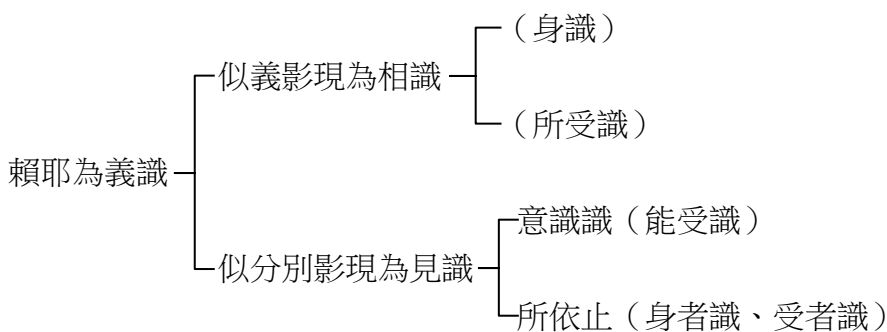 （身識）
似義影現為相識
（所受識）
賴耶為義識
意識識（能受識）
似分別影現為見識
所依止（身者識、受者識）